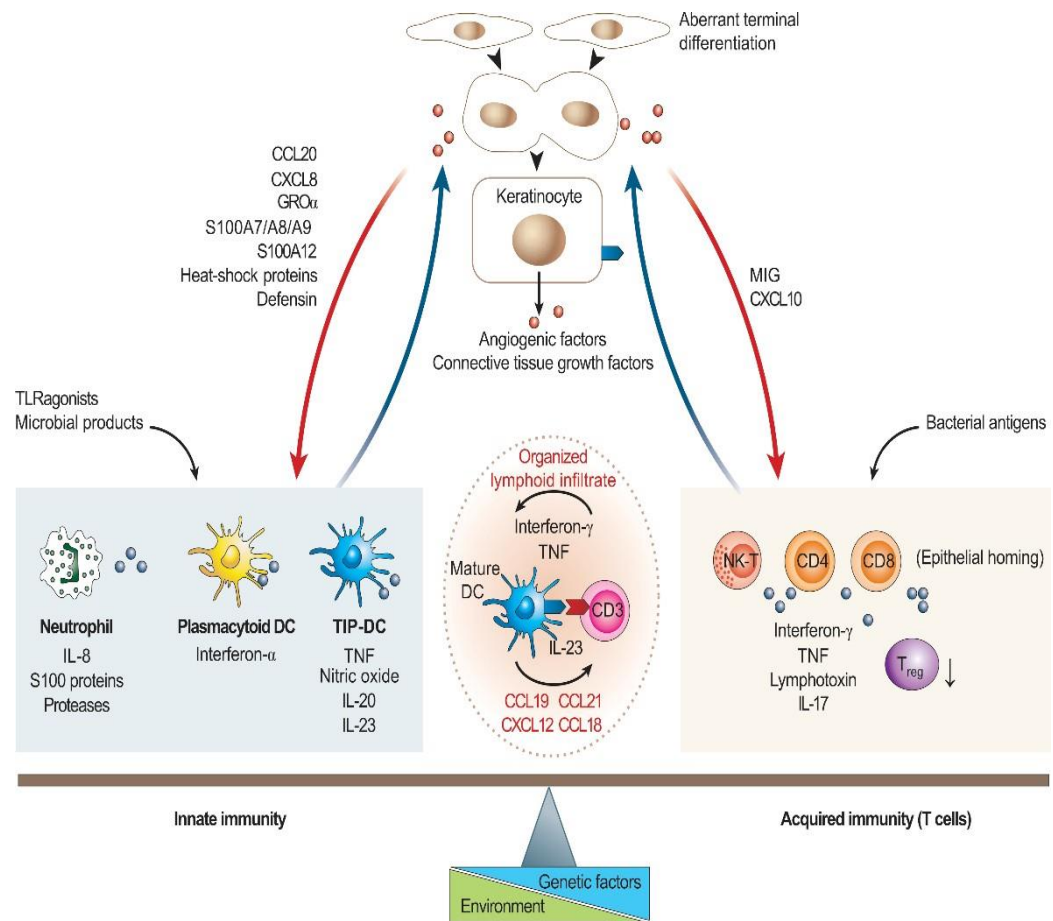 Aberrant terminal
differentiation
CCL20
CXCL8
GROα
S100A7/A8/A9
S100A12
Heat-shock proteins
Defensin
Keratinocyte
MIG
CXCL10
Angiogenic factors
Connective tissue growth factors
TLRagonists
Microbial products
Bacterial antigens
Neutrophil
IL-8
S100 proteins
Proteases
Plasmacytoid DC
Interferon-α
TIP-DC
TNF
Nitric oxide
IL-20
IL-23
Organized
lymphoid infiltrate
Interferon-γ
TNF
Mature
DC
CD3
IL-23
CCL19 CCL21
CXCL12 CCL18
NK-T
CD4
CD8
(Epithelial homing)
Interferon-γ
TNF
Lymphotoxin
IL-17
Treg
Innate immunity
Acquired immunity (T cells)
Genetic factors
Environment